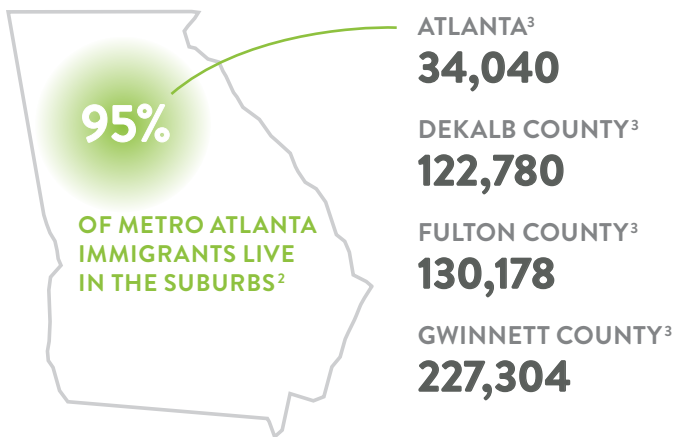 95%
OF METRO ATLANTA
IMMIGRANTS LIVE
IN THE SUBURBS²
ATLANTA³
34,040
DEKALB COUNTY³
122,780
FULTON COUNTY³
130,178
GWINNETT COUNTY³
227,304